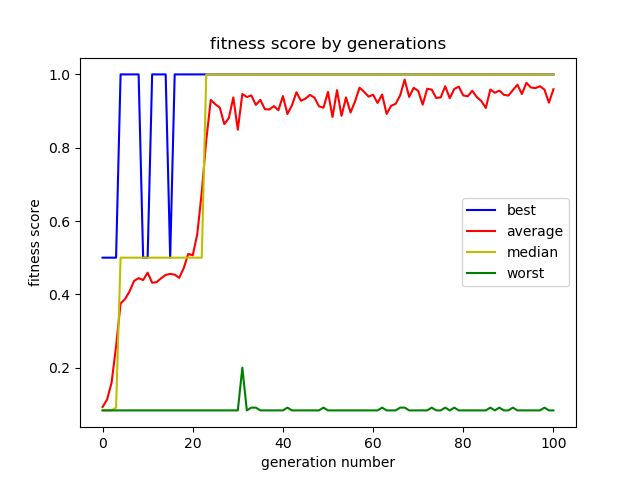 fitness score by generations
fitness score
1.0
0.8
0.6
0.4
0.2
best
average
median
worst
0 20 40 60 80 100
generation number